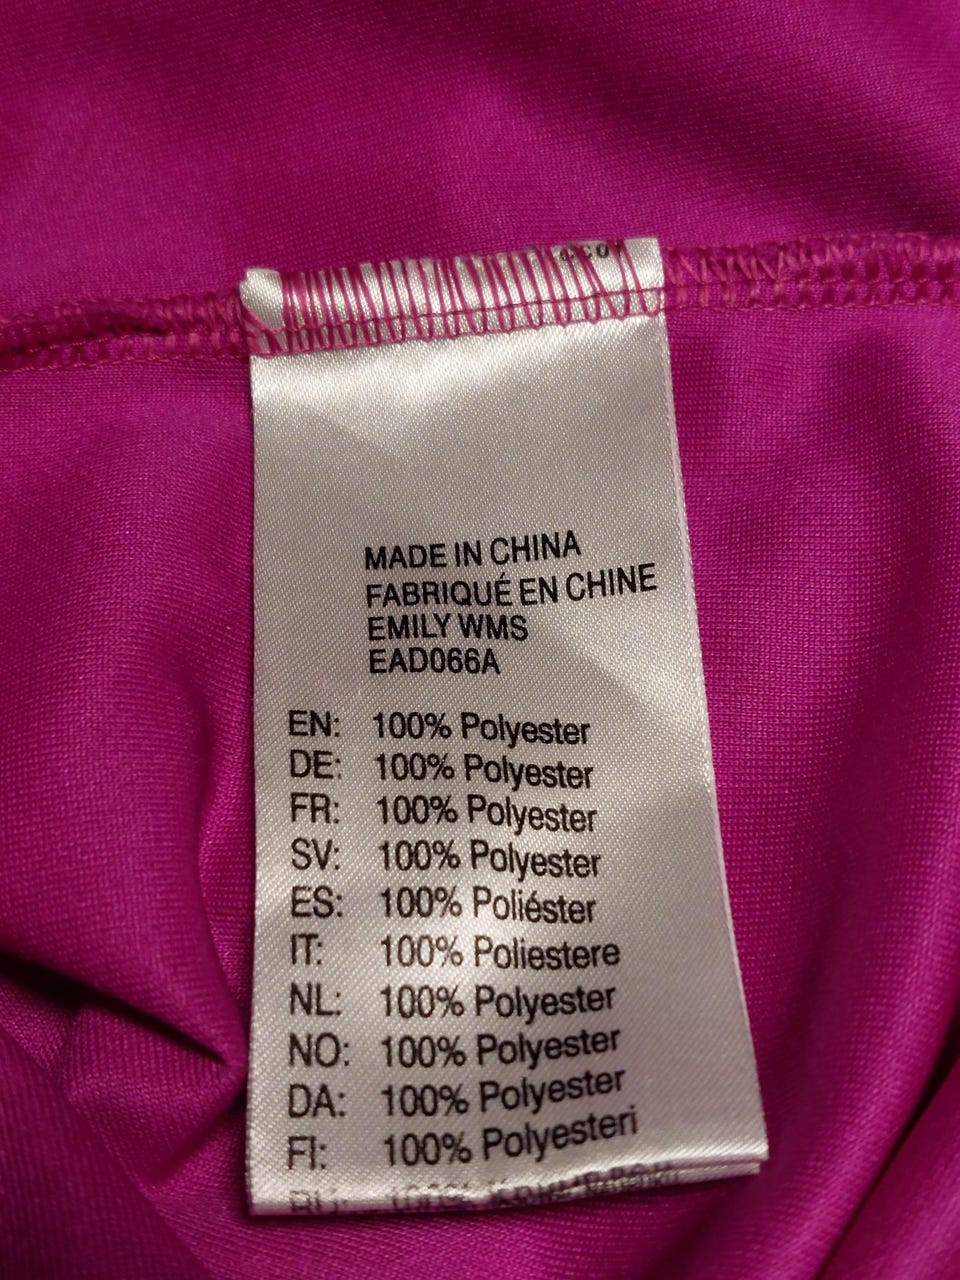 MADE IN CHINA
FABRIQUÉ EN CHINE
EMILY WMS
EAD066A
EN: 100% Polyester
DE: 100% Polyester
FR: 100% Polyester
SV: 100% Polyester
ES: 100% Poliéster
IT: 100% Poliestere
NL: 100% Polyester
NO: 100% Polyester
DA: 100% Polyester
FI: 100% Polyesteri